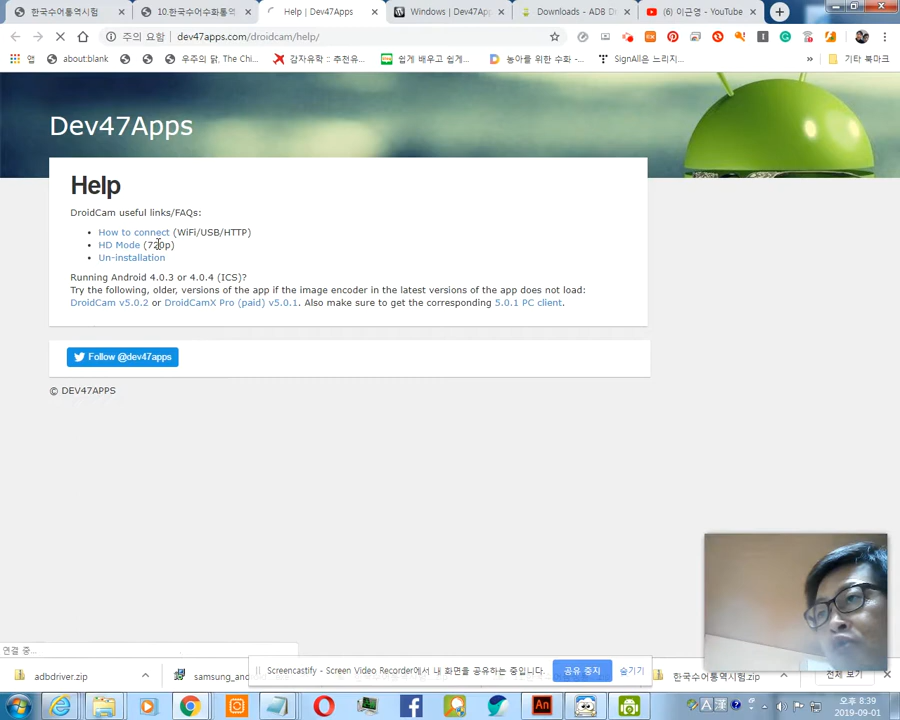 한국수어통역시험
10.한국수어수화통역
Help | Dev47Apps
Windows | Dev47Ap
Downloads - ADB D
(6) 이근영 - YouTube
주의 요함
dev47apps.com/droidcam/help/
앱
about:blank
우주의 닭, The Chi...
감자유학 :: 추천유...
쉽게 배우고 쉽게...
농아를 위한 수화 -...
SignAll은 느리지...
기타 북마크
Dev47Apps
Help
DroidCam useful links/FAQs:
How to connect (WiFi/USB/HTTP)
HD Mode (720p)
Un-installation
Running Android 4.0.3 or 4.0.4 (ICS)?
Try the following, older, versions of the app if the image encoder in the latest versions of the app does not load:
DroidCam v5.0.2 or DroidCamX Pro (paid) v5.0.1. Also make sure to get the corresponding 5.0.1 PC client.
Follow @dev47apps
© DEV47APPS
연결 중...
adbdriver.zip
samsung_and
Screencastify - Screen Video Recorder에서 내 화면을 공유하는 중입니다.
공유 중지
숨기기
한국수어통역시험.zip
전체 보기
A 漢
오후 8:39
2019-09-01